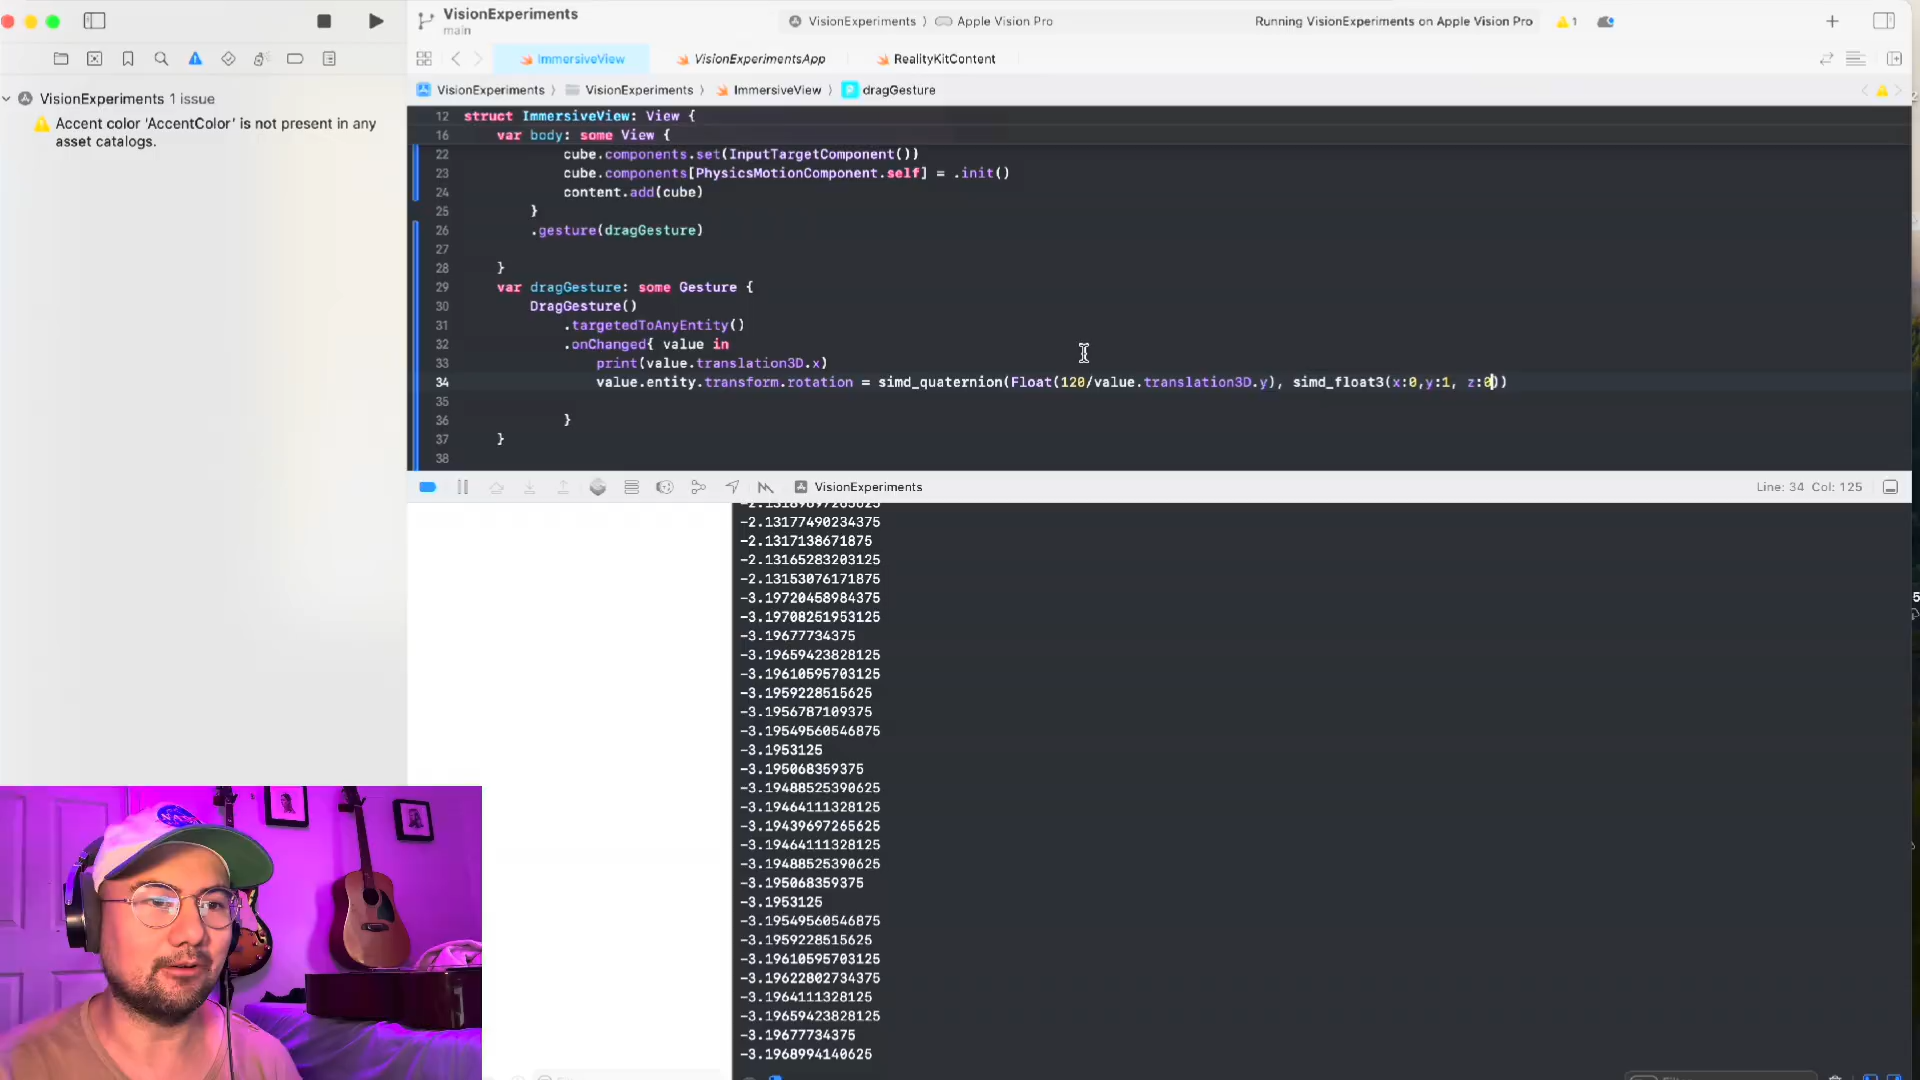 VisionExperiments
main
VisionExperiments
Apple Vision Pro
Running VisionExperiments on Apple Vision Pro
1
ImmersiveView
VisionExperimentsApp
RealityKitContent
VisionExperiments
VisionExperiments
ImmersiveView
dragGesture
VisionExperiments 1 issue
Accent color 'AccentColor' is not present in any
asset catalogs.
12 struct ImmersiveView: View {
16 var body: some View {
22 cube.components.set(InputTargetComponent())
23 cube.components[PhysicsMotionComponent.self] = .init()
24 content.add(cube)
25 }
26 .gesture(dragGesture)
27
28 }
29 var dragGesture: some Gesture {
30 DragGesture()
31 .targetedToAnyEntity()
32 .onChanged{ value in
33 print(value.translation3D.x)
34 value.entity.transform.rotation = simd_quaternion(Float(120/value.translation3D.y), simd_float3(x:0,y:1, z:0))
35
36 }
37 }
38
VisionExperiments
Line: 34 Col: 125
-2.13177490234375
-2.1317138671875
-2.13165283203125
-2.13153076171875
-3.19720458984375
-3.19708251953125
-3.19677734375
-3.19659423828125
-3.19610595703125
-3.1959228515625
-3.1956787109375
-3.19549560546875
-3.1953125
-3.195068359375
-3.19488525390625
-3.19464111328125
-3.19439697265625
-3.19464111328125
-3.19488525390625
-3.195068359375
-3.1953125
-3.19549560546875
-3.1959228515625
-3.19610595703125
-3.19622802734375
-3.1964111328125
-3.19659423828125
-3.19677734375
-3.1968994140625
NASA